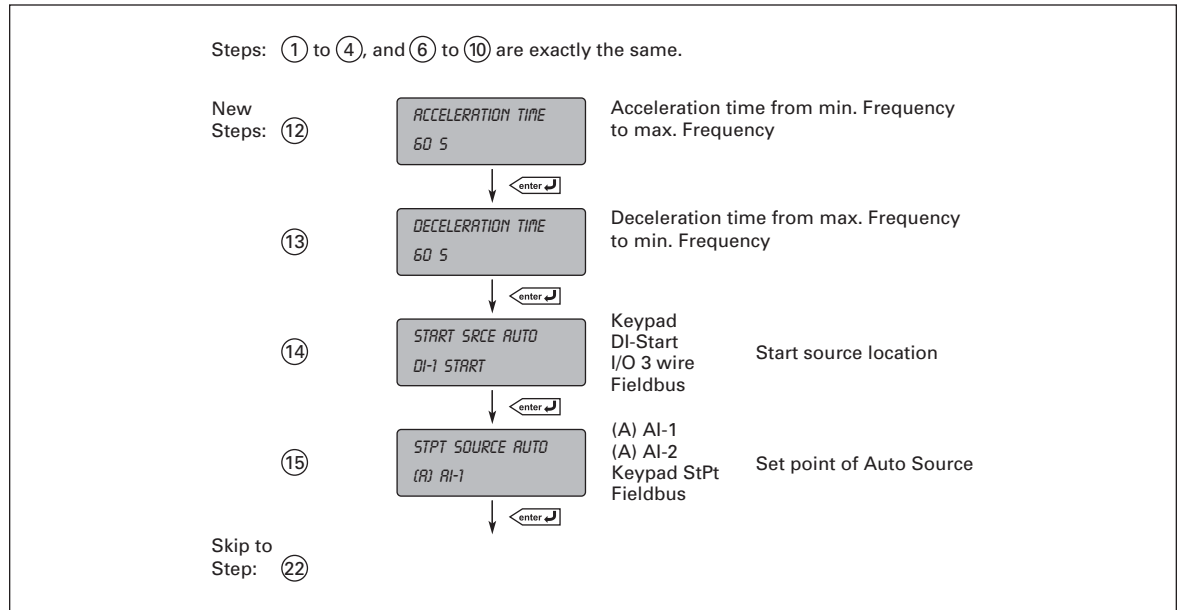 Steps: ① to ④, and ⑥ to ⑩ are exactly the same.
New
Steps: ⑫
ACCELERATION TIME
60 S
Acceleration time from min. Frequency
to max. Frequency
enter
⑬
DECELERATION TIME
60 S
Deceleration time from max. Frequency
to min. Frequency
enter
⑭
START SRCE AUTO
DI-1 START
Keypad
DI-Start
I/O 3 wire
Fieldbus
Start source location
enter
⑮
STPT SOURCE AUTO
(A) AI-1
(A) AI-1
(A) AI-2
Keypad StPt
Fieldbus
Set point of Auto Source
enter
Skip to
Step: ㉒